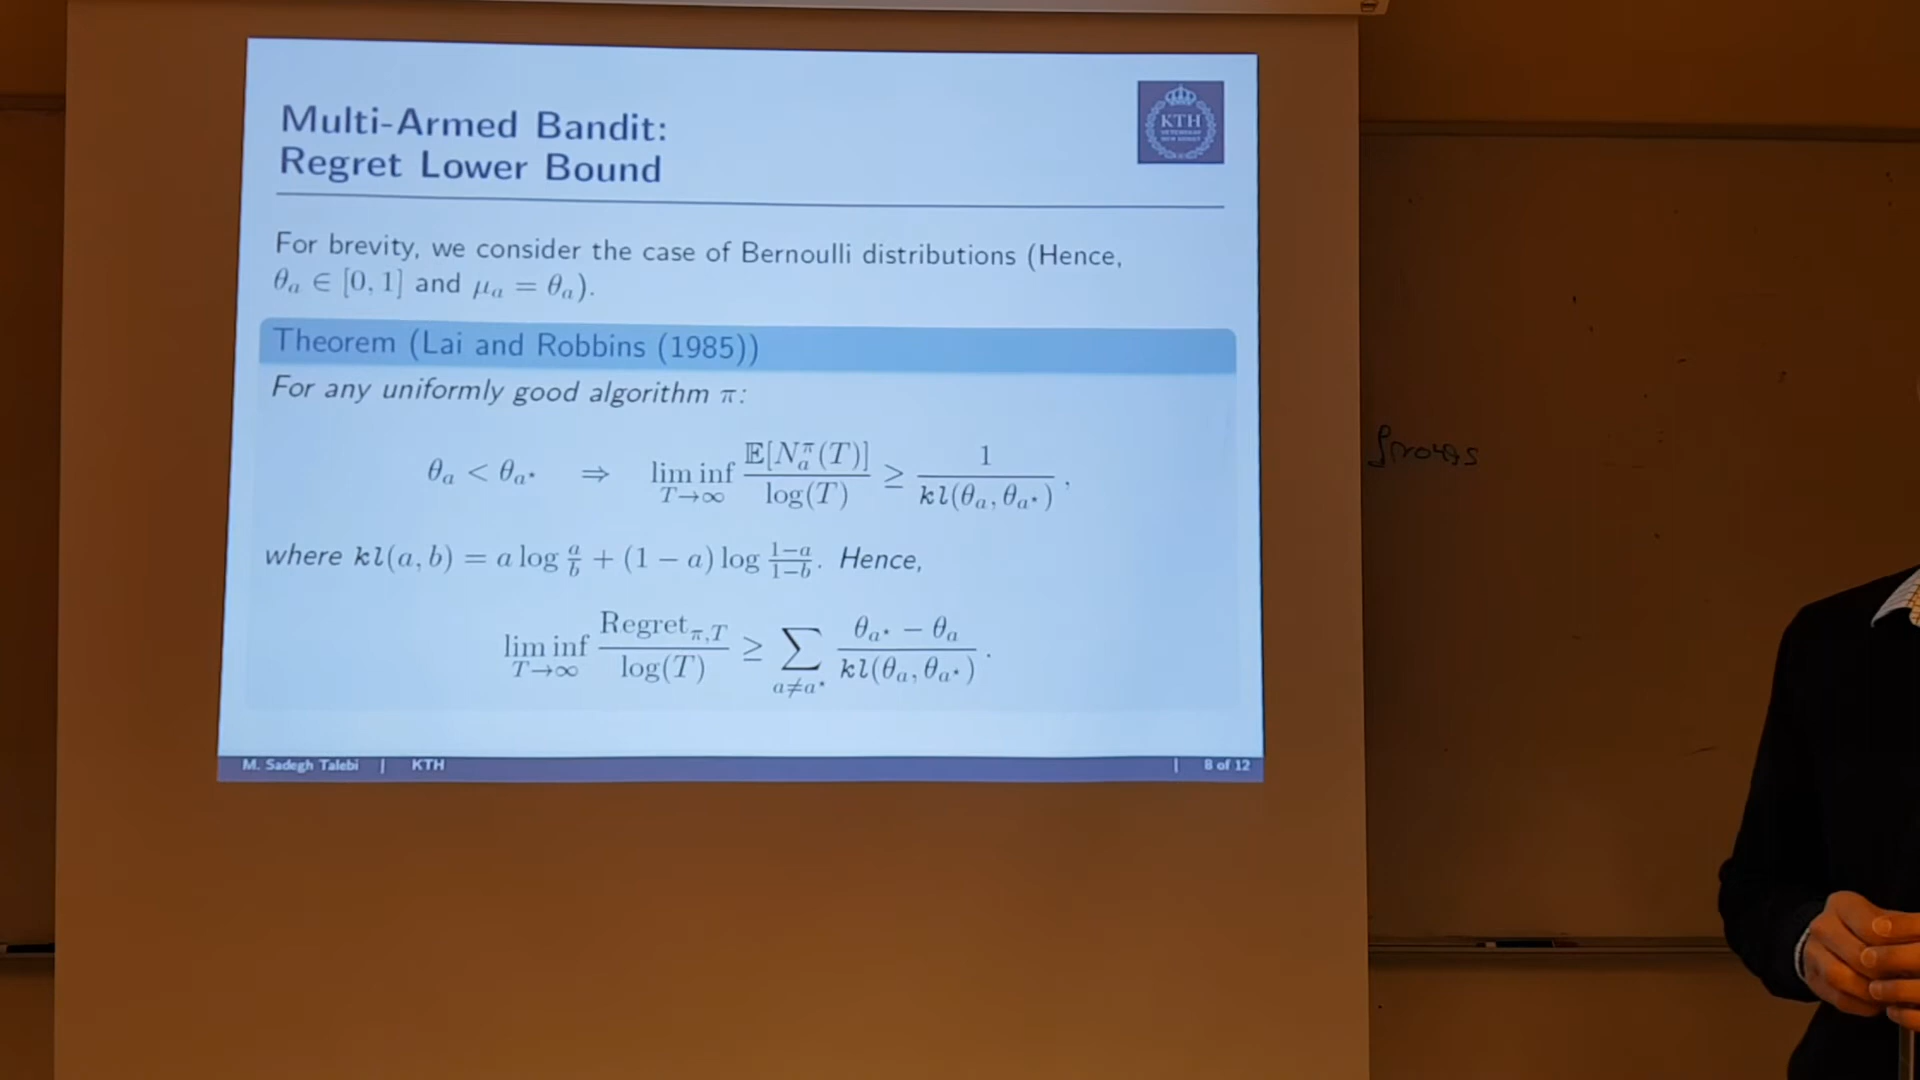 Multi-Armed Bandit:
Regret Lower Bound
KTH
For brevity, we consider the case of Bernoulli distributions (Hence,
θ_a ∈ [0, 1] and μ_a = θ_a).
Theorem (Lai and Robbins (1985))
For any uniformly good algorithm π:
θ_a < θ_{a⋆} ⇒ lim inf_{T→∞} 𝔼[N_a^π(T)] / log(T) ≥ 1 / kl(θ_a, θ_{a⋆}) ,
where kl(a, b) = a log a/b + (1 − a) log (1−a)/(1−b). Hence,
lim inf_{T→∞} Regret_{π,T} / log(T) ≥ ∑_{a≠a⋆} (θ_{a⋆} − θ_a) / kl(θ_a, θ_{a⋆}) .
M. Sadegh Talebi | KTH | 8 of 12